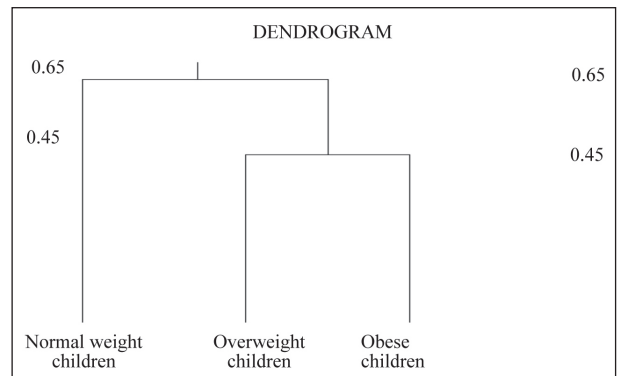 DENDROGRAM
0.65
0.65
0.45
0.45
Normal weight
children
Overweight
children
Obese
children